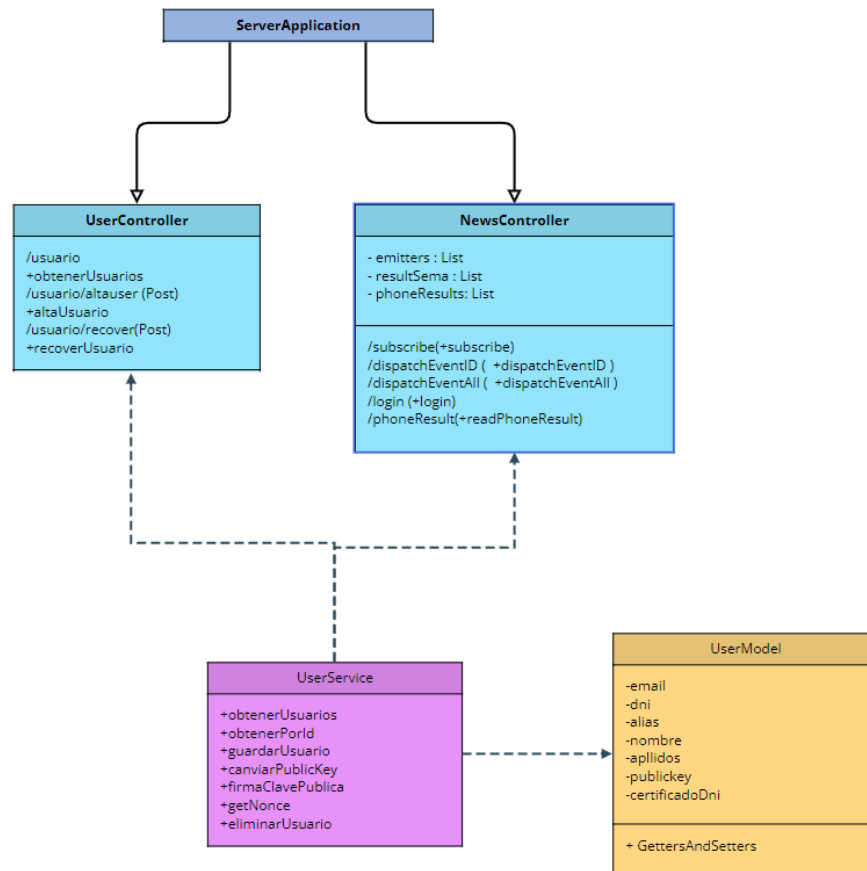 ServerApplication
UserController
/usuario
+obtenerUsuarios
/usuario/altauser (Post)
+altaUsuario
/usuario/recover(Post)
+recoverUsuario
NewsController
- emitters : List
- resultSema : List
- phoneResults: List
/subscribe(+subscribe)
/dispatchEventID ( +dispatchEventID )
/dispatchEventAll ( +dispatchEventAll )
/login (+login)
/phoneResult(+readPhoneResult)
UserService
+obtenerUsuarios
+obtenerPorId
+guardarUsuario
+canviarPublicKey
+firmaClavePublica
+getNonce
+eliminarUsuario
UserModel
-email
-dni
-alias
-nombre
-apllidos
-publickey
-certificadoDni
+ GettersAndSetters